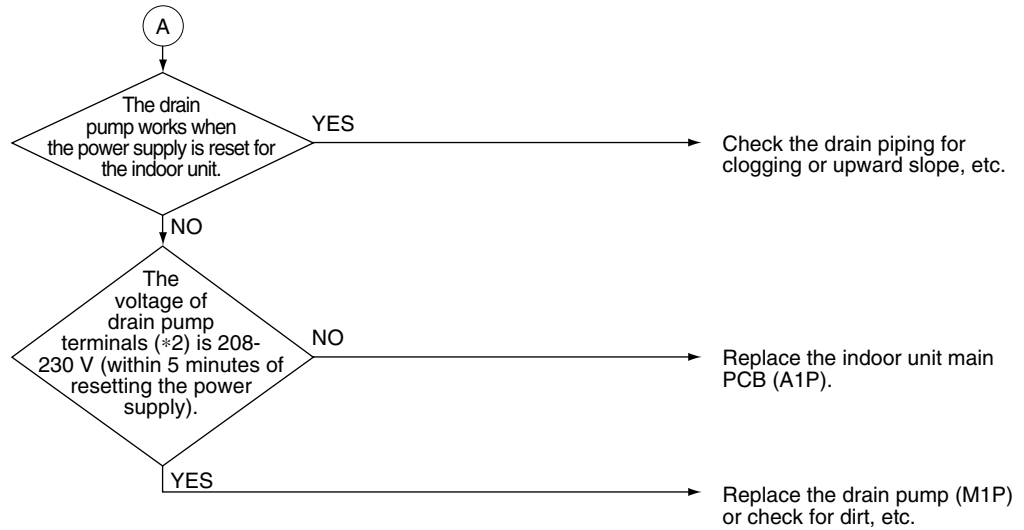 A
The drain
pump works when
the power supply is reset for
the indoor unit.
YES
Check the drain piping for
clogging or upward slope, etc.
NO
The
voltage of
drain pump
terminals (*2) is 208-
230 V (within 5 minutes of
resetting the power
supply).
NO
Replace the indoor unit main
PCB (A1P).
YES
Replace the drain pump (M1P)
or check for dirt, etc.